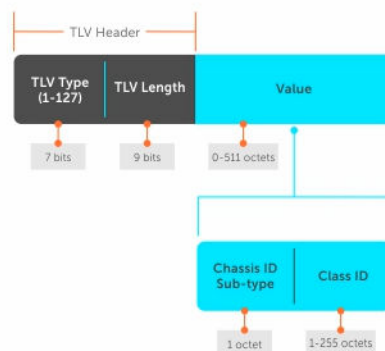 TLV Header
TLV Type
(1-127)
TLV Length
Value
7 bits
9 bits
0-511 octets
Chassis ID
Sub-type
Class ID
1 octet
1-255 octets